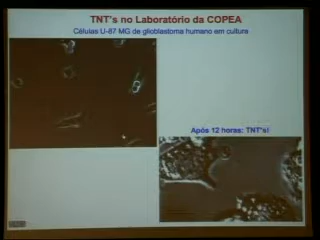 TNT's no Laboratório da COPEA
Células U-87 MG de glioblastoma humano em cultura
Após 12 horas: TNT's!